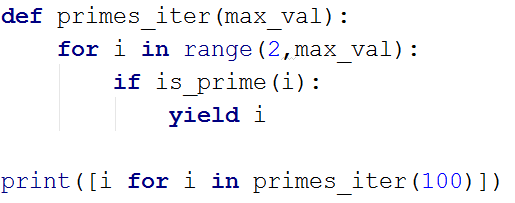 def primes_iter(max_val):
    for i in range(2,max_val):
        if is_prime(i):
            yield i
print([i for i in primes_iter(100)])